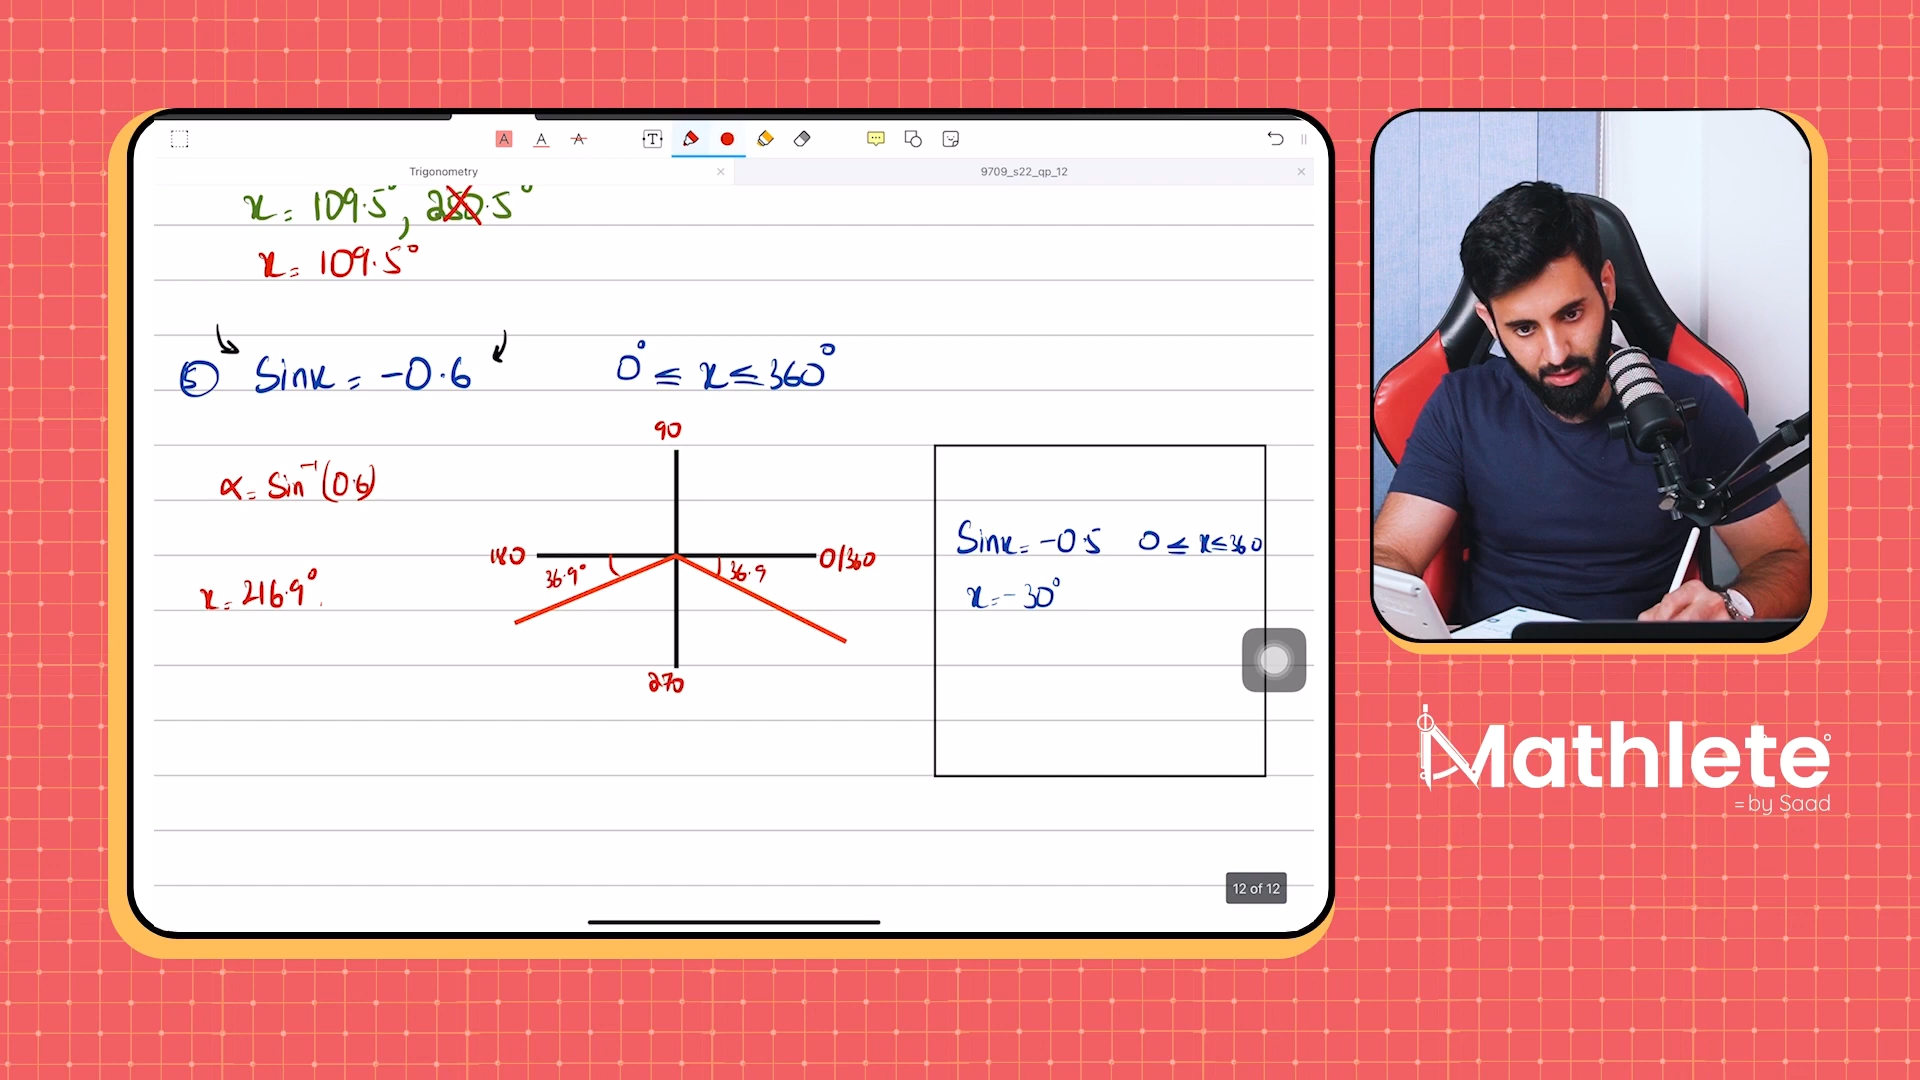 A A A T
Trigonometry × 9709_s22_qp_12 ×
x = 109.5°, 250.5°
x = 109.5°
⑤ Sinx = -0.6 0° ≤ x ≤ 360°
90
α = Sin⁻¹(0.6)
180 0/360
36.9° 36.9
x = 216.9°.
270
Sinx = -0.5 0 ≤ x ≤ 360
x = -30°
12 of 12
Mathlete°
= by Saad